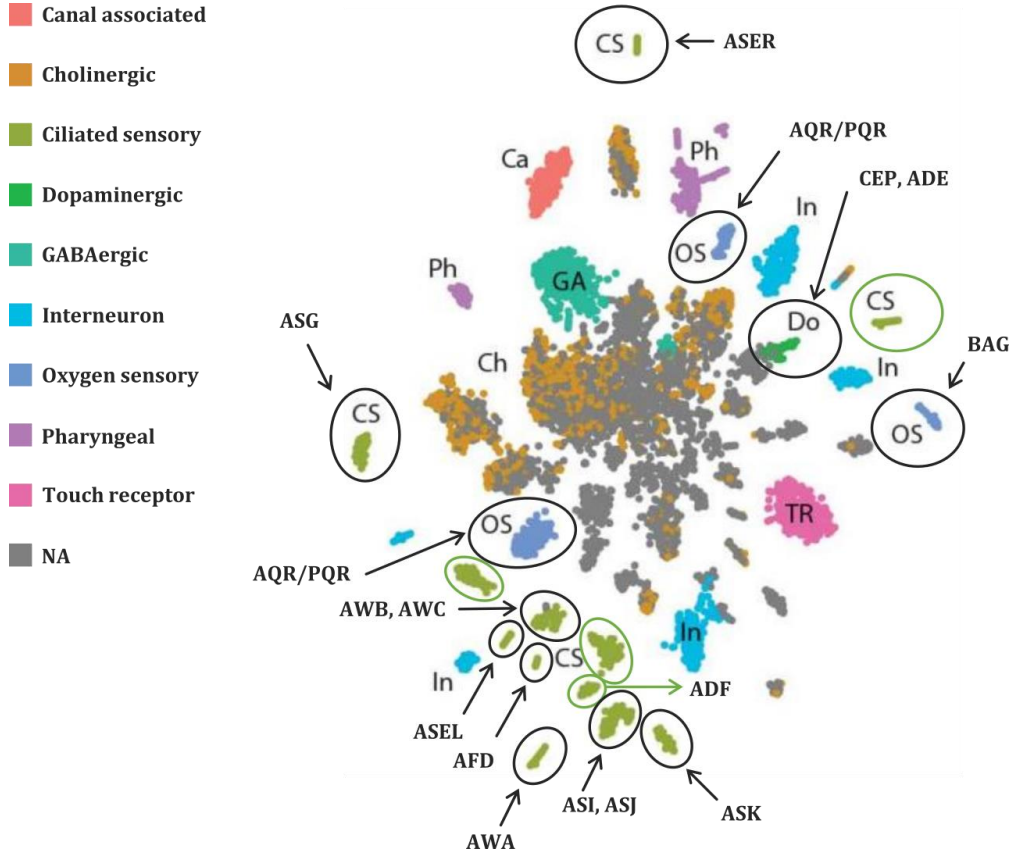 Canal associated
Cholinergic
Ciliated sensory
Dopaminergic
GABAergic
Interneuron
Oxygen sensory
Pharyngeal
Touch receptor
NA
CS
ASER
AQR/PQR
Ph
Ca
CEP, ADE
In
OS
Ph
GA
CS
Do
ASG
BAG
Ch
In
CS
OS
OS
TR
AQR/PQR
AWB, AWC
In
CS
In
ADF
ASEL
AFD
ASI, ASJ
ASK
AWA